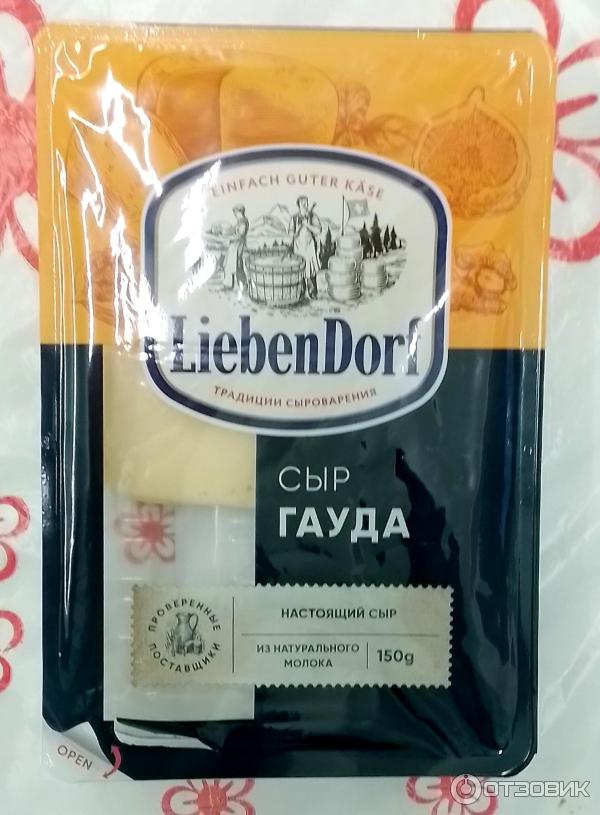 EINFACH GUTER KÄSE
LiebenDorf
ТРАДИЦИИ СЫРОВАРЕНИЯ
СЫР
ГАУДА
ПРОВЕРЕННЫЕ
ПОСТАВЩИКИ
НАСТОЯЩИЙ СЫР
ИЗ НАТУРАЛЬНОГО
МОЛОКА
150g
OPEN
ОТЗОВИК